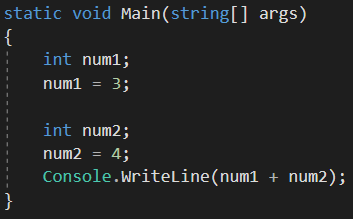 static void Main(string[] args)
{
    int num1;
    num1 = 3;

    int num2;
    num2 = 4;
    Console.WriteLine(num1 + num2);
}